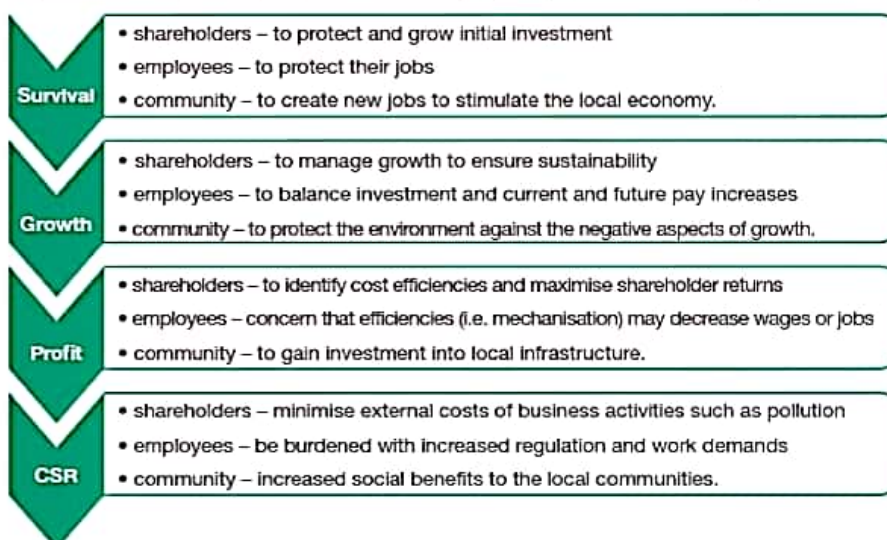 Survival
• shareholders – to protect and grow initial investment
• employees – to protect their jobs
• community – to create new jobs to stimulate the local economy.
Growth
• shareholders – to manage growth to ensure sustainability
• employees – to balance investment and current and future pay increases
• community – to protect the environment against the negative aspects of growth.
Profit
• shareholders – to identify cost efficiencies and maximise shareholder returns
• employees – concern that efficiencies (i.e. mechanisation) may decrease wages or jobs
• community – to gain investment into local infrastructure.
CSR
• shareholders – minimise external costs of business activities such as pollution
• employees – be burdened with increased regulation and work demands
• community – increased social benefits to the local communities.